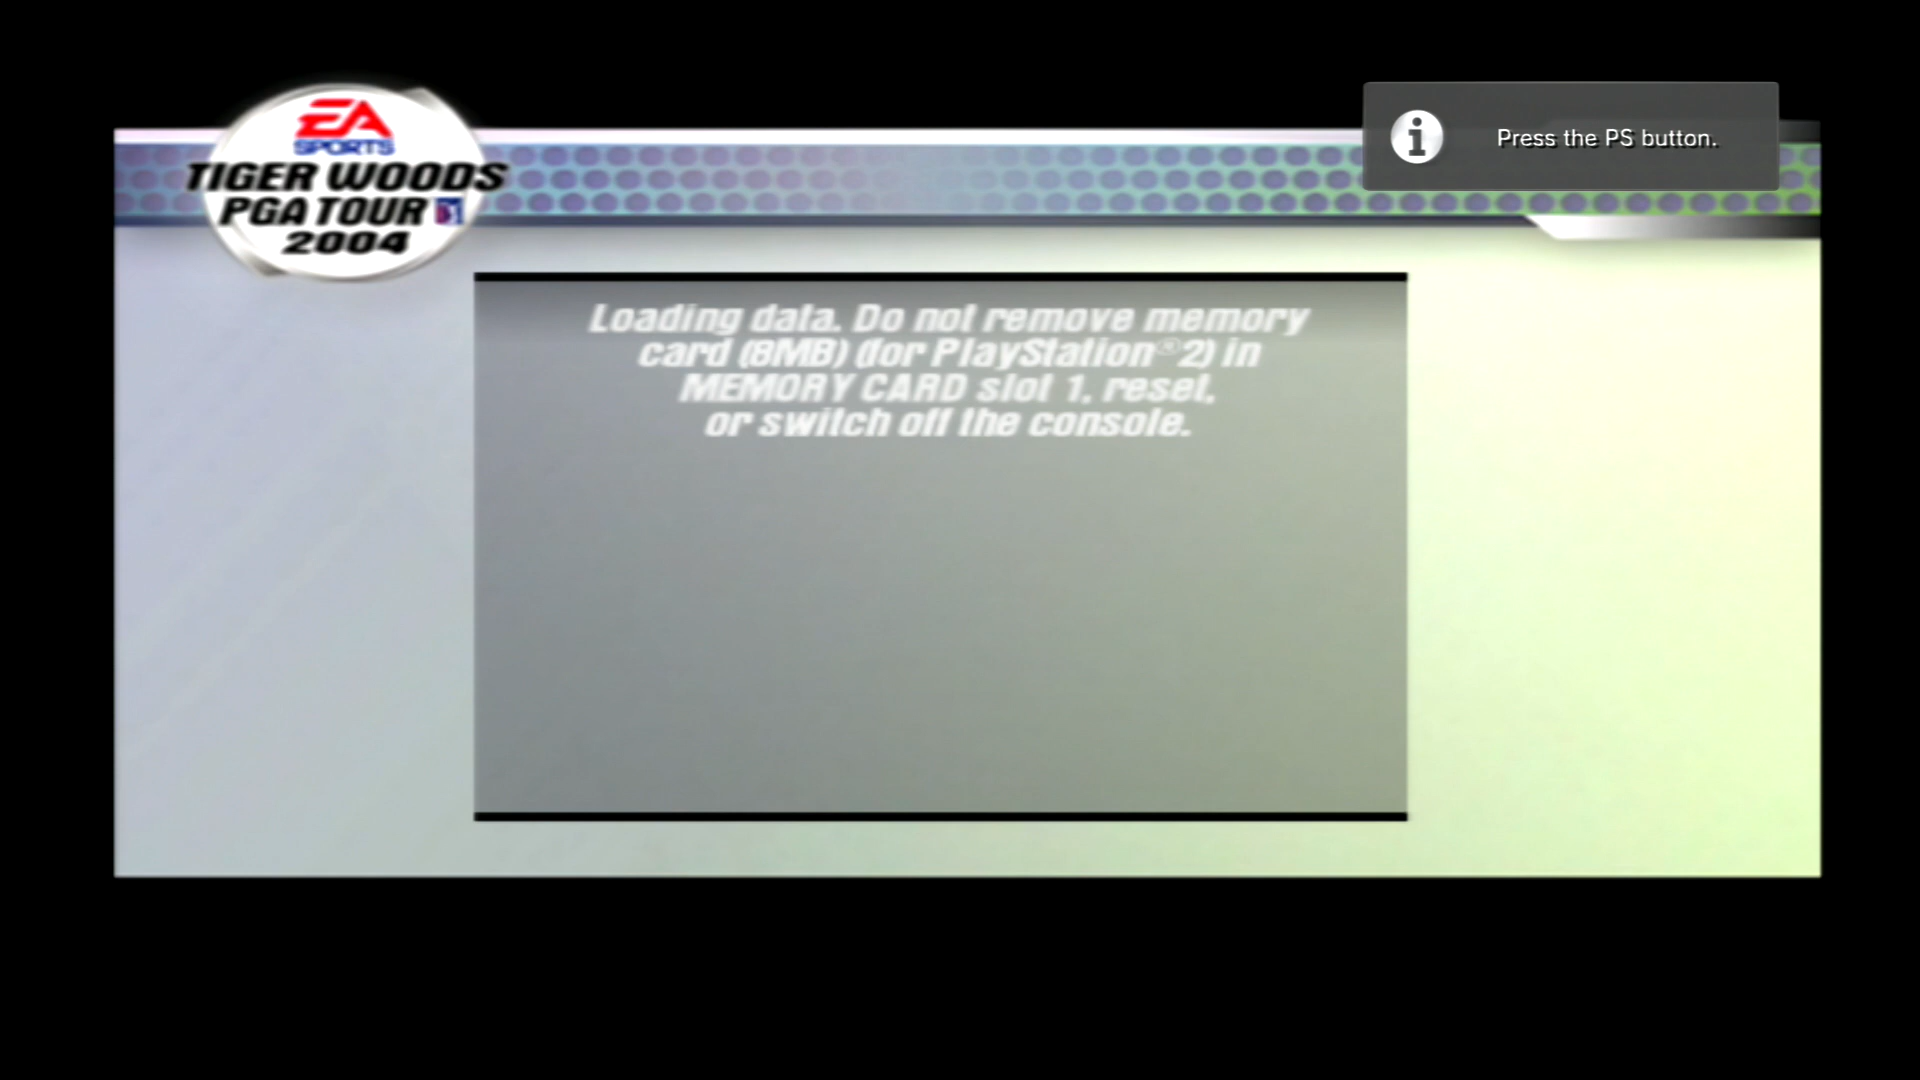 EA
SPORTS
TIGER WOODS
PGA TOUR
2004
Press the PS button.
Loading data. Do not remove memory
card (8MB) (for PlayStation®2) in
MEMORY CARD slot 1, reset,
or switch off the console.